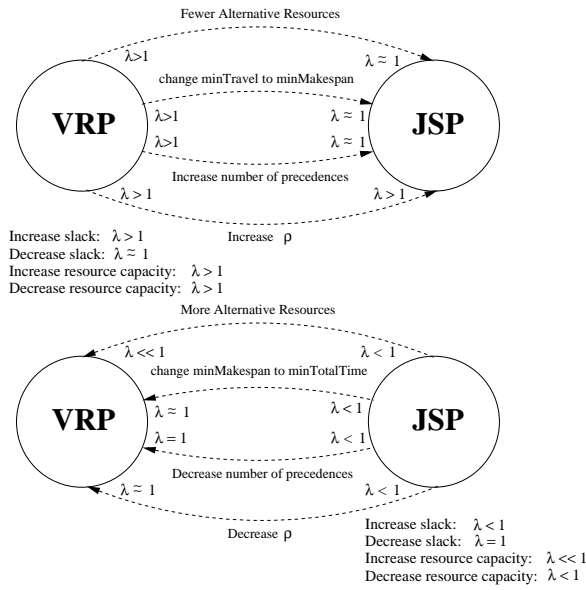 Fewer Alternative Resources
λ>1
λ ≈ 1
change minTravel to minMakespan
VRP
JSP
λ>1
λ ≈ 1
λ>1
λ ≈ 1
Increase number of precedences
λ > 1
λ > 1
Increase ρ
Increase slack: λ > 1
Decrease slack: λ ≈ 1
Increase resource capacity: λ > 1
Decrease resource capacity: λ > 1
More Alternative Resources
λ << 1
λ < 1
change minMakespan to minTotalTime
VRP
JSP
λ ≈ 1
λ < 1
λ = 1
λ < 1
Decrease number of precedences
λ ≈ 1
λ < 1
Decrease ρ
Increase slack: λ < 1
Decrease slack: λ = 1
Increase resource capacity: λ << 1
Decrease resource capacity: λ < 1